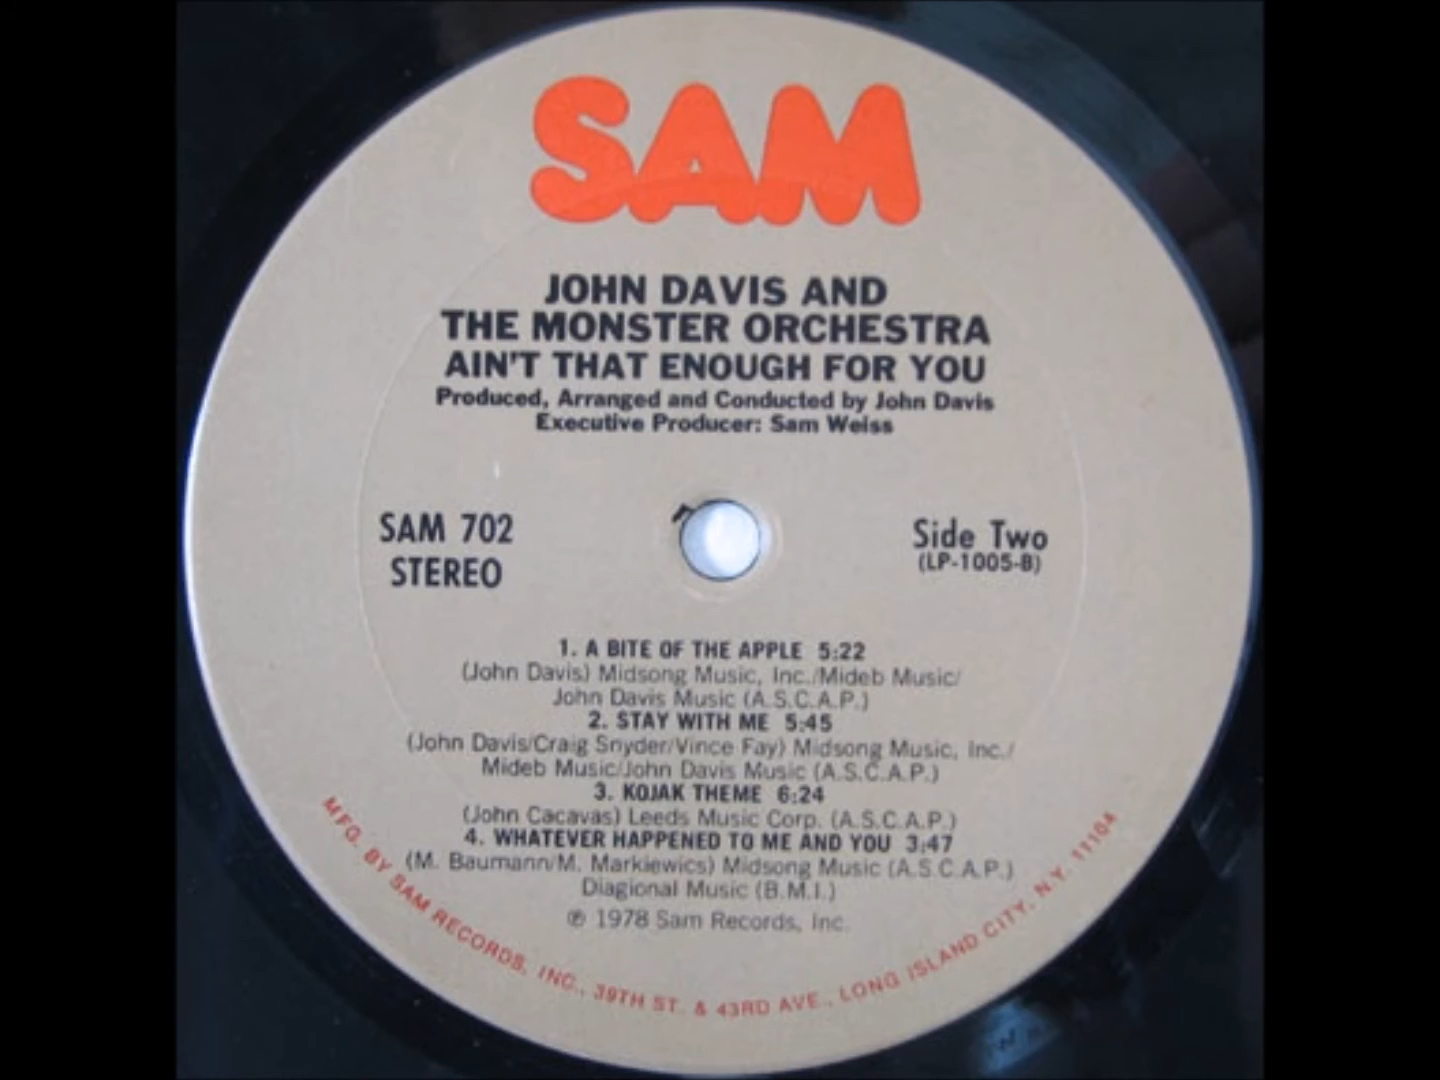 SAM
JOHN DAVIS AND
THE MONSTER ORCHESTRA
AIN'T THAT ENOUGH FOR YOU
Produced, Arranged and Conducted by John Davis
Executive Producer: Sam Weiss
SAM 702
STEREO
Side Two
(LP-1005-B)
1. A BITE OF THE APPLE 5:22
(John Davis) Midsong Music, Inc./Mideb Music/
John Davis Music (A.S.C.A.P.)
2. STAY WITH ME 5:45
(John Davis/Craig Snyder/Vince Fay) Midsong Music, Inc./
Mideb Music/John Davis Music (A.S.C.A.P.)
3. KOJAK THEME 6:24
(John Cacavas) Leeds Music Corp. (A.S.C.A.P.)
4. WHATEVER HAPPENED TO ME AND YOU 3:47
(M. Baumann/M. Markiewics) Midsong Music (A.S.C.A.P.)
Diagional Music (B.M.I.)
℗ 1978 Sam Records, Inc.
MFG. BY SAM RECORDS, INC., 39TH ST. & 43RD AVE., LONG ISLAND CITY, N.Y. 11104